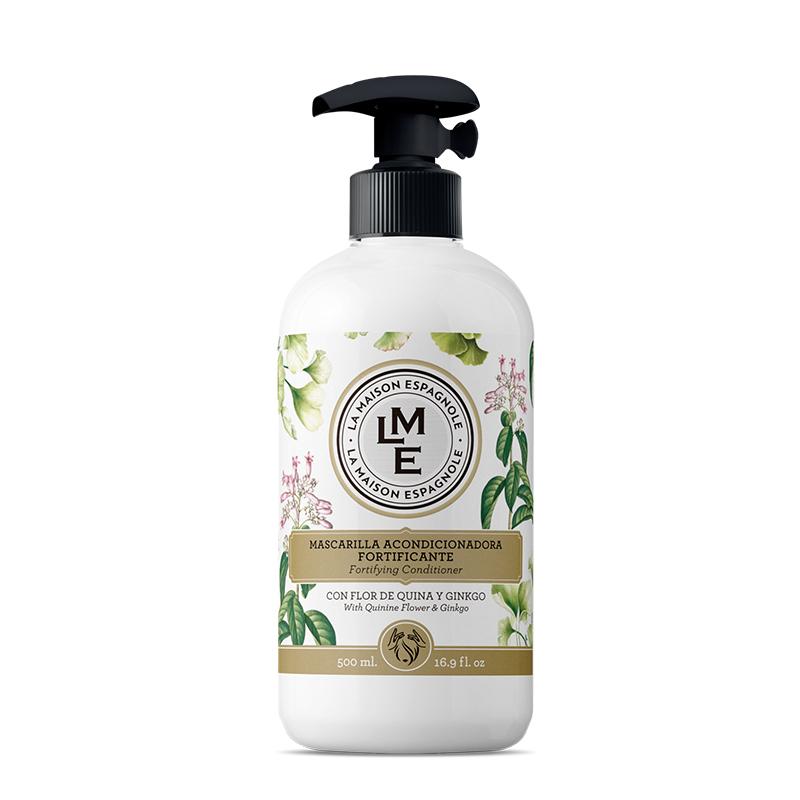 LA MAISON ESPAGNOLE
LM
E
LA MAISON ESPAGNOLE
MASCARILLA ACONDICIONADORA
FORTIFICANTE
Fortifying Conditioner
CON FLOR DE QUINA Y GINKGO
With Quinine Flower & Ginkgo
500 ml. 16.9 fl. oz